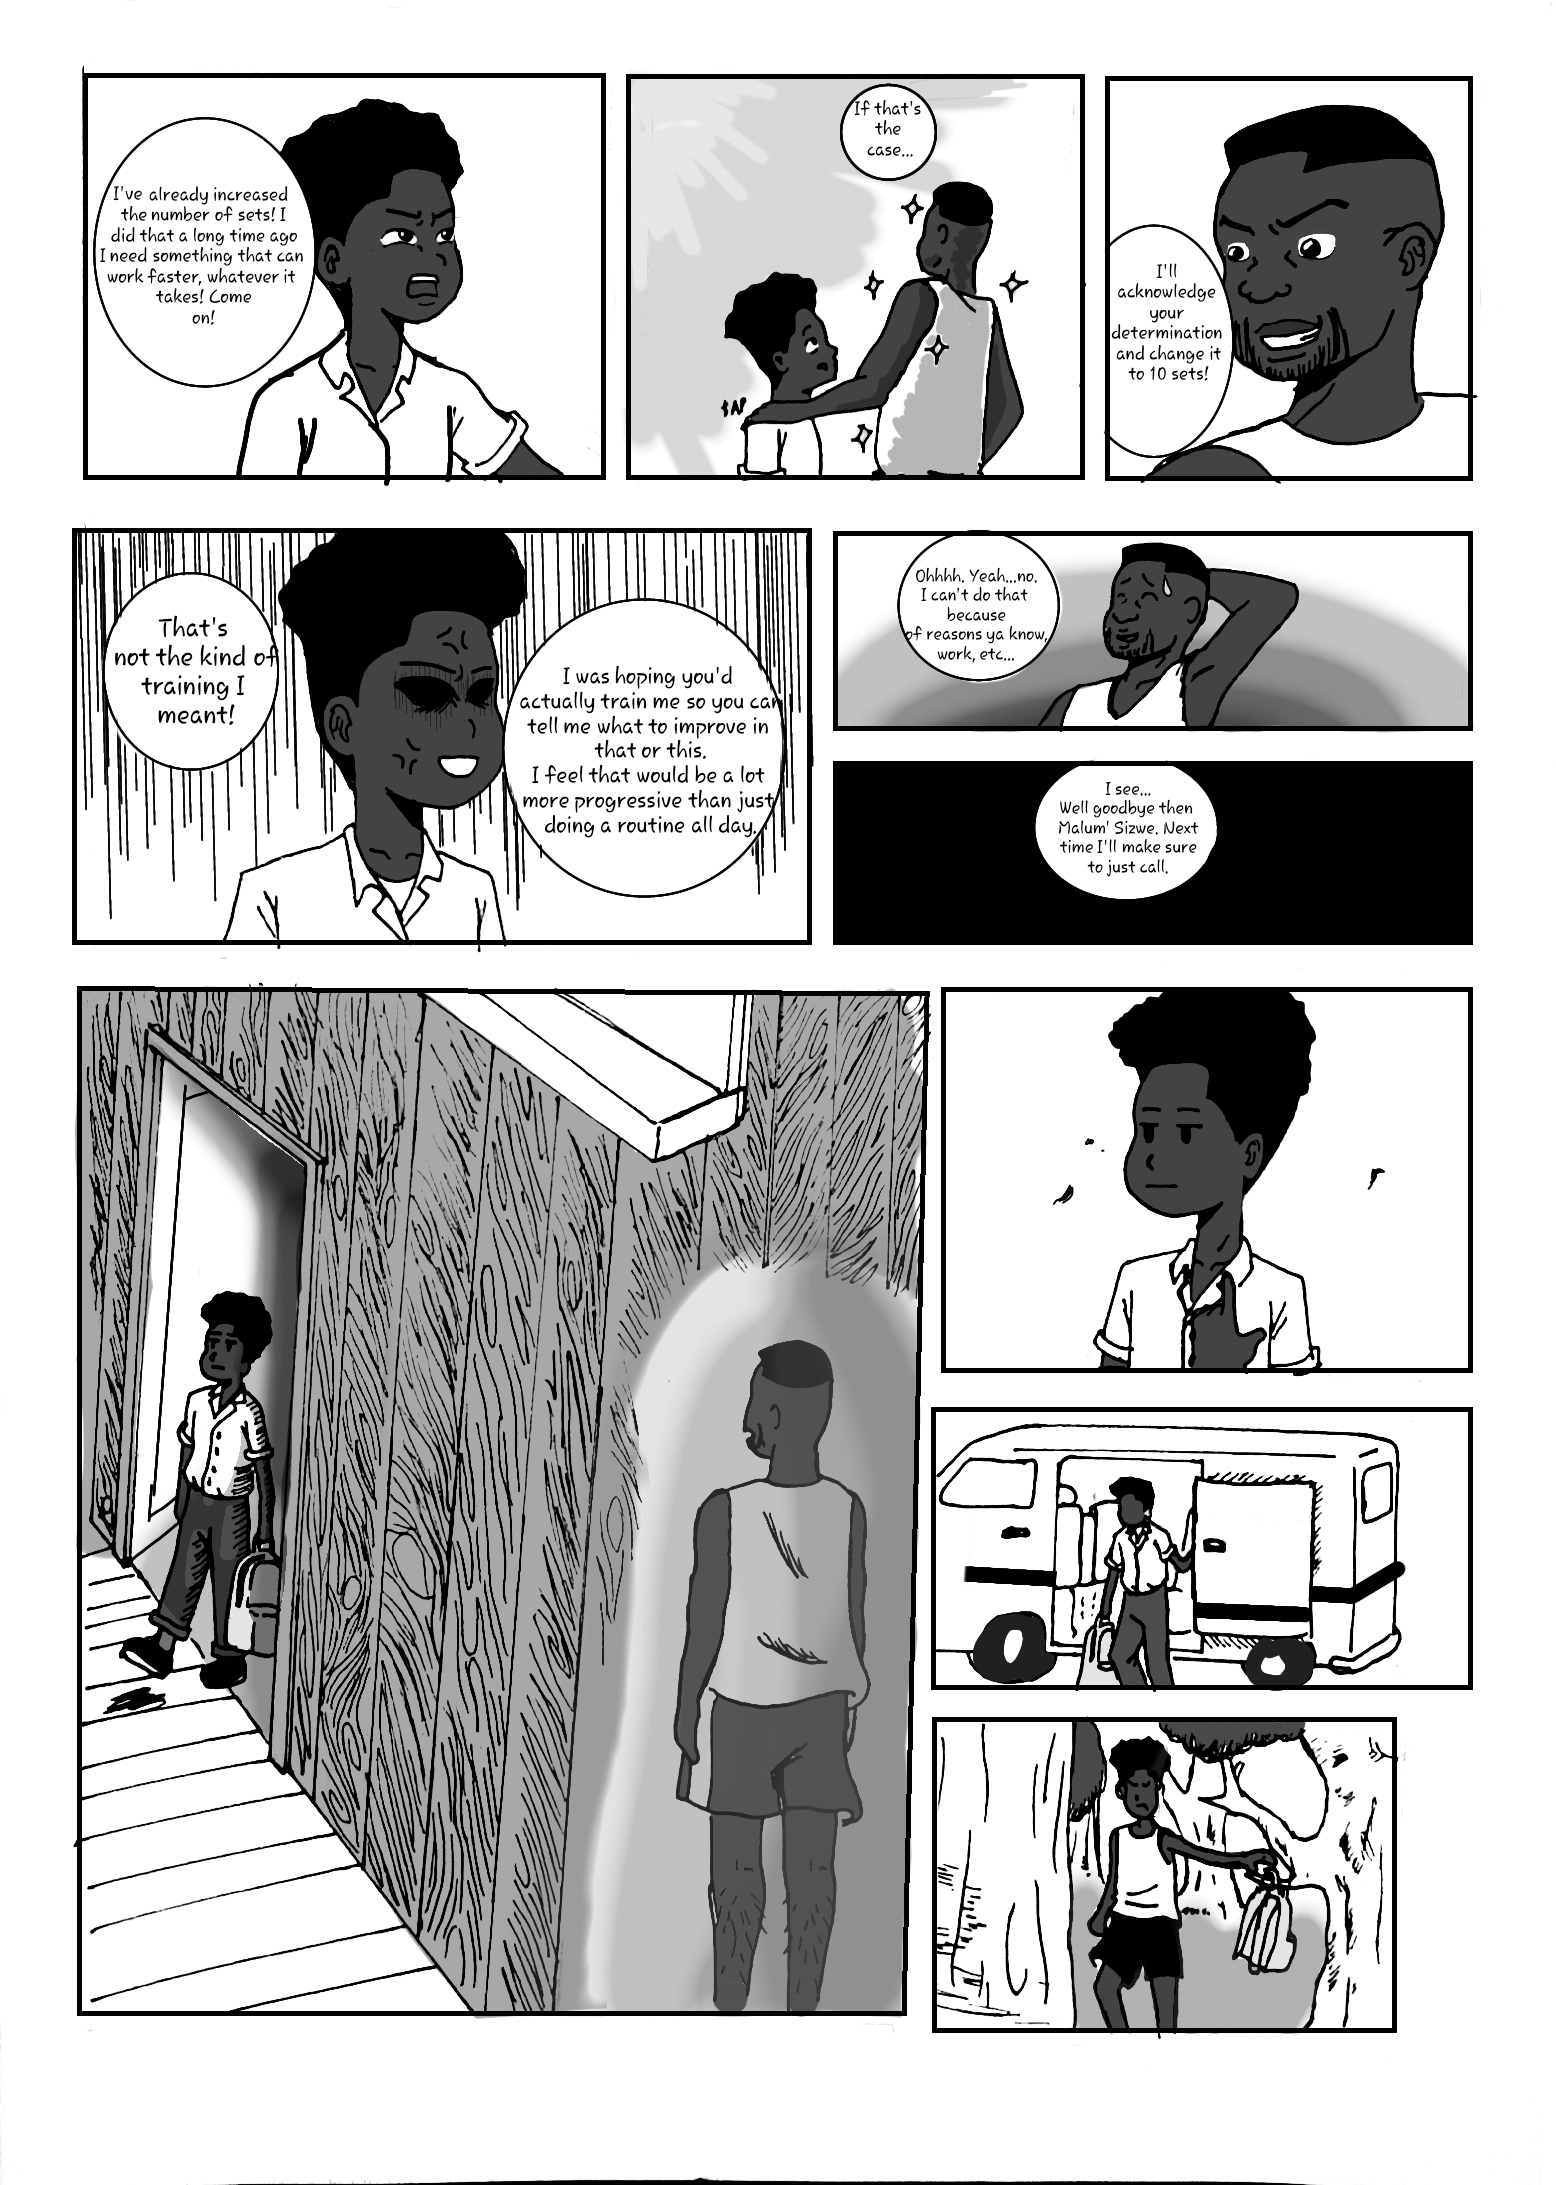 I've already increased
the number of sets! I
did that a long time ago
I need something that can
work faster, whatever it
takes! Come
on!
If that's
the
case...
TAP
I'll
acknowledge
your
determination
and change it
to 10 sets!
That's
not the kind of
training I
meant!
I was hoping you'd
actually train me so you can
tell me what to improve in
that or this.
I feel that would be a lot
more progressive than just
doing a routine all day.
Ohhhh. Yeah...no.
I can't do that
because
of reasons ya know,
work, etc...
I see...
Well goodbye then
Malum' Sizwe. Next
time I'll make sure
to just call.